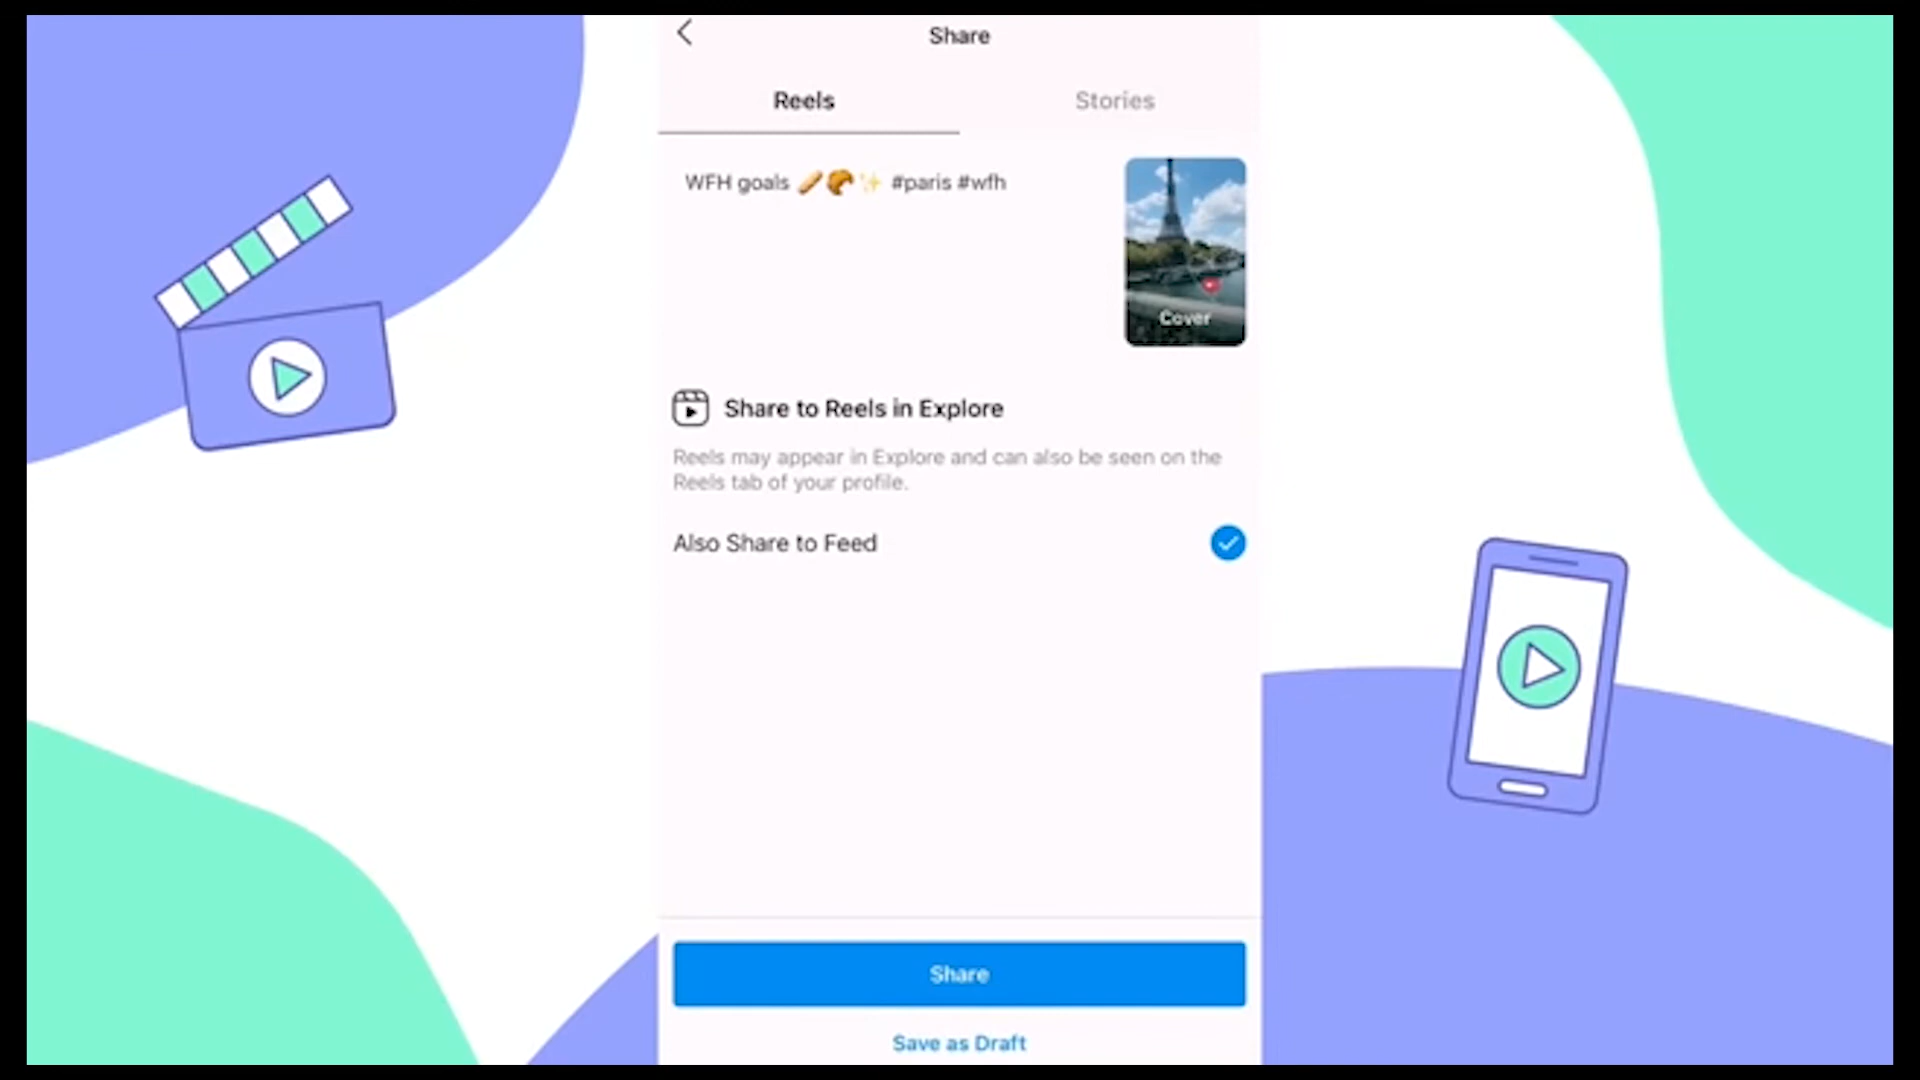 Share
Reels Stories
WFH goals 🥖🥐✨ #paris #wfh
Cover
Share to Reels in Explore
Reels may appear in Explore and can also be seen on the
Reels tab of your profile.
Also Share to Feed
Share
Save as Draft